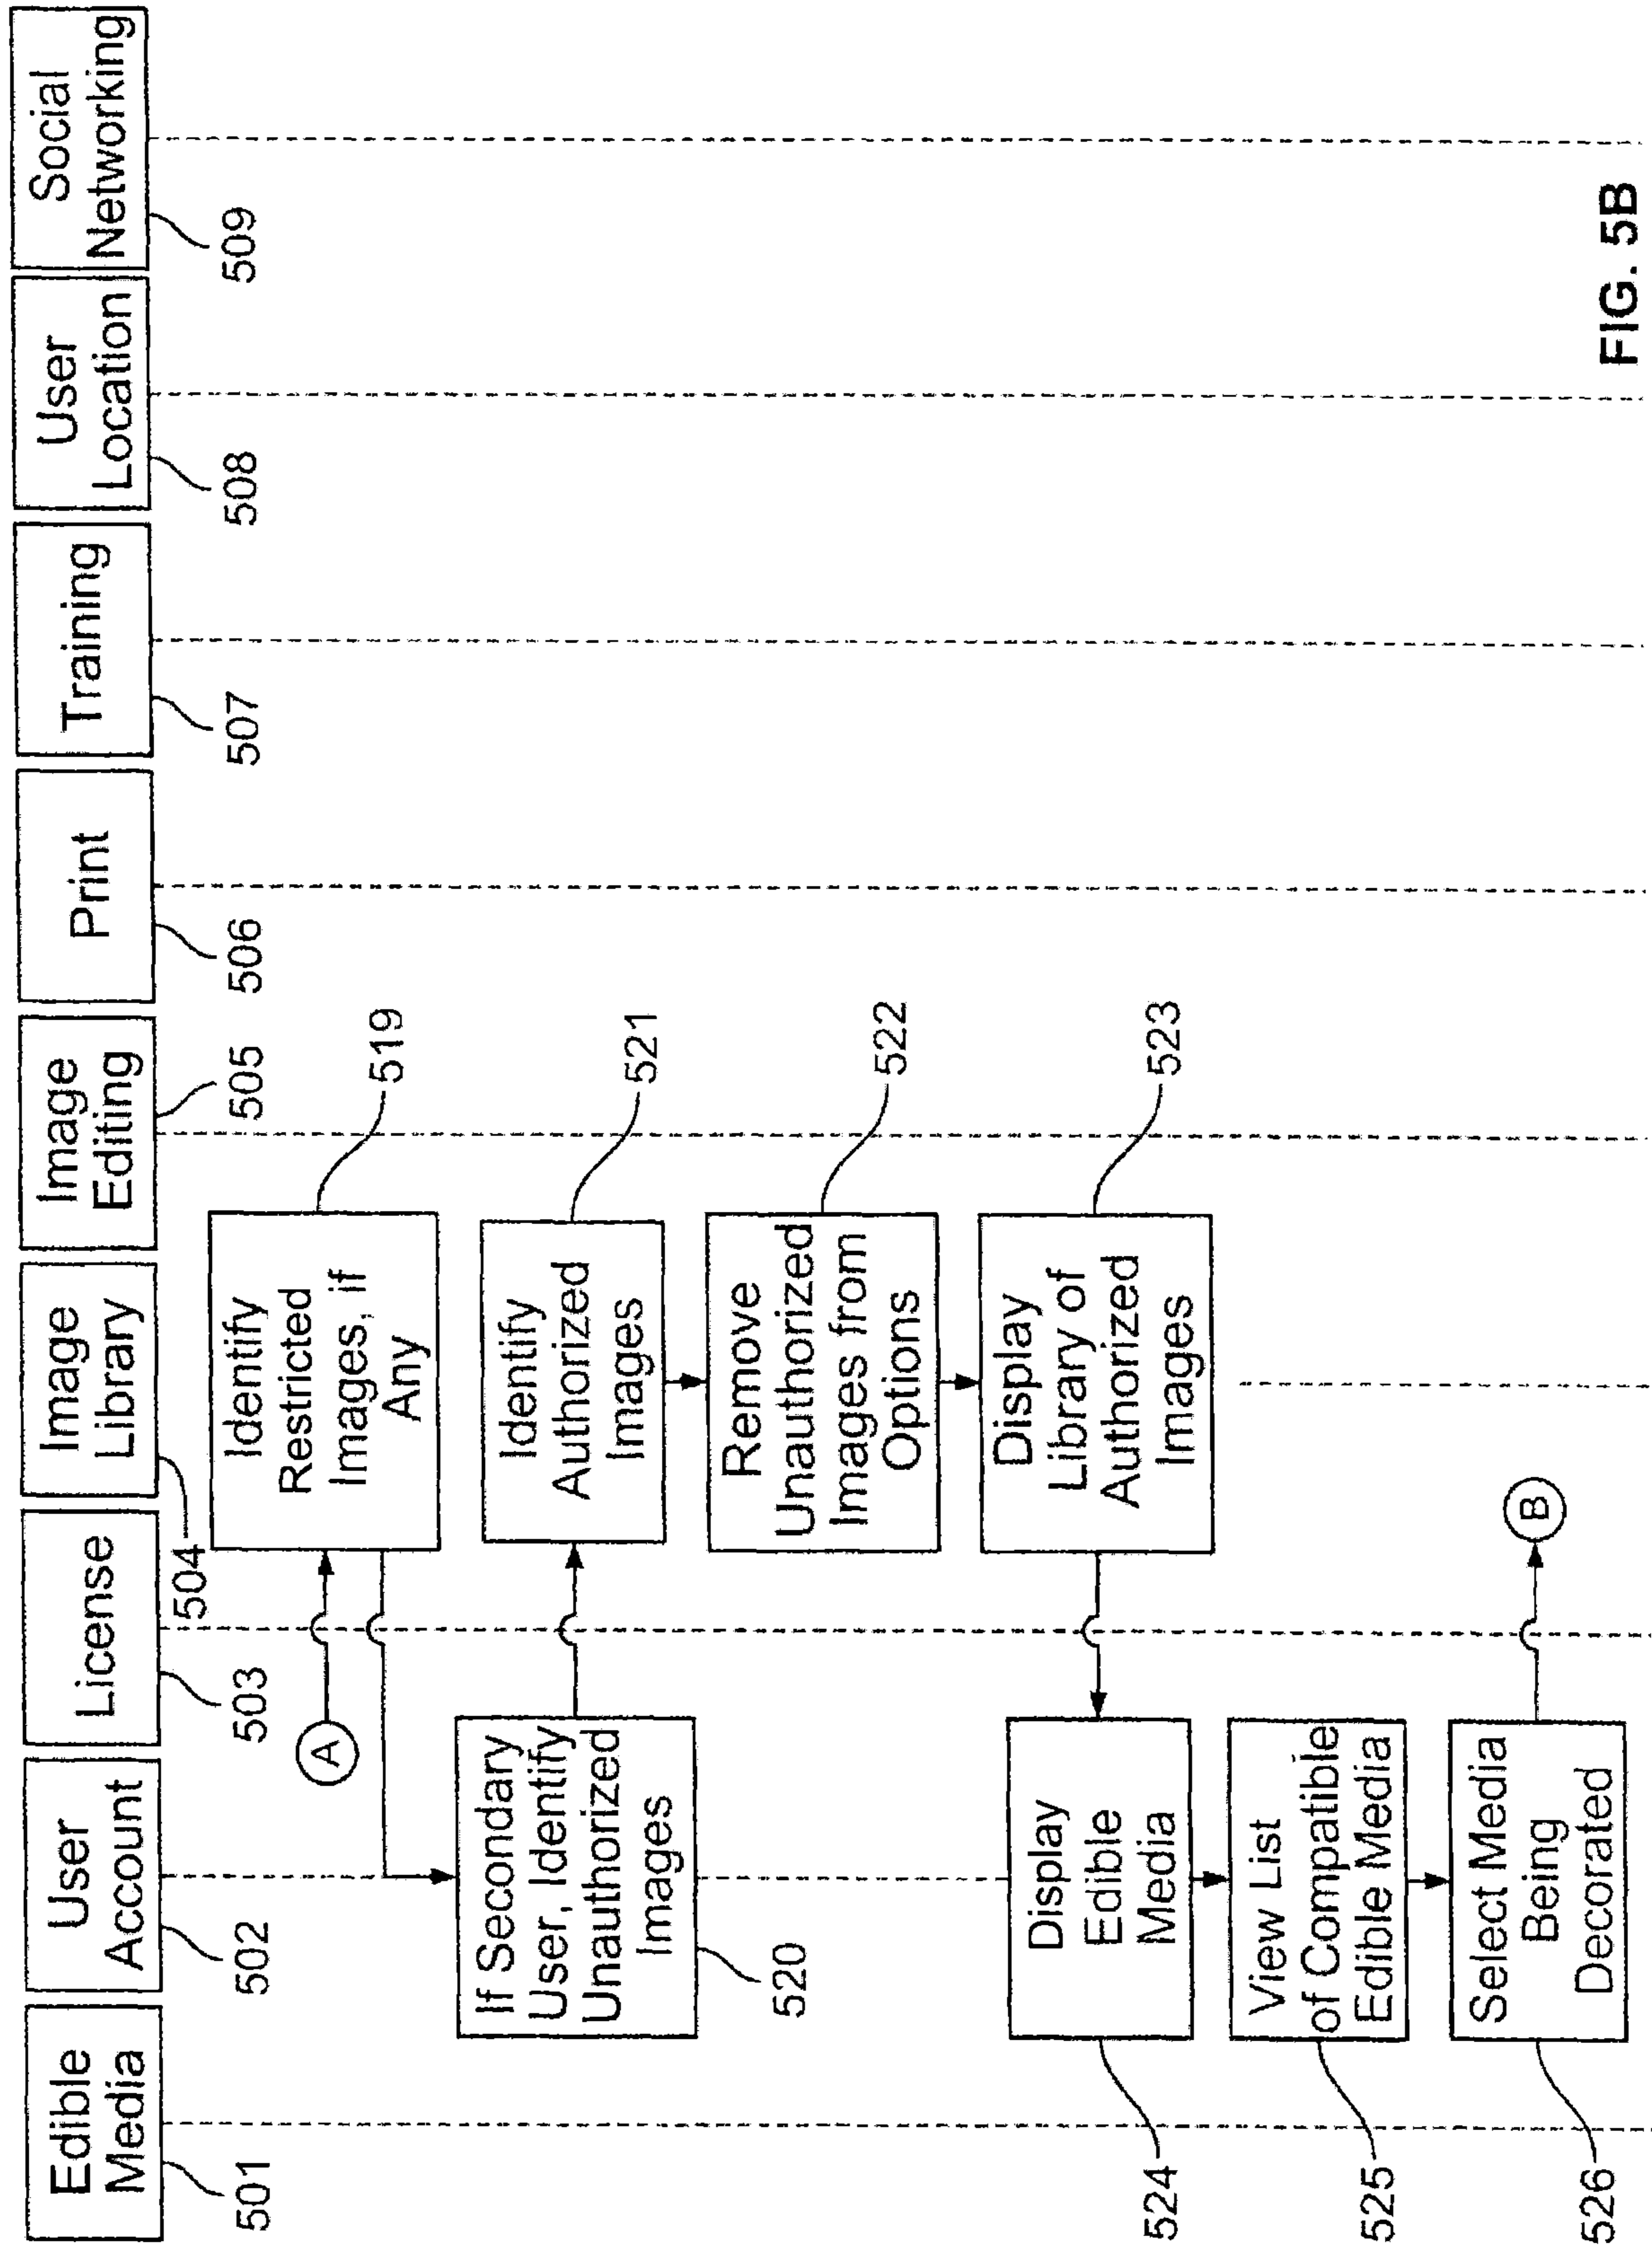 Edible
Media
501
User
Account
502
License
503
Image
Library
504
Image
Editing
505
Print
506
Training
507
User
Location
508
Social
Networking
509
A
Identify
Restricted
Images, if
Any
519
If Secondary
User, Identify
Unauthorized
Images
520
Identify
Authorized
Images
521
Remove
Unauthorized
Images from
Options
522
Display
Library of
Authorized
Images
523
Display
Edible
Media
524
View List
of Compatible
Edible Media
525
Select Media
Being
Decorated
526
B
FIG. 5B